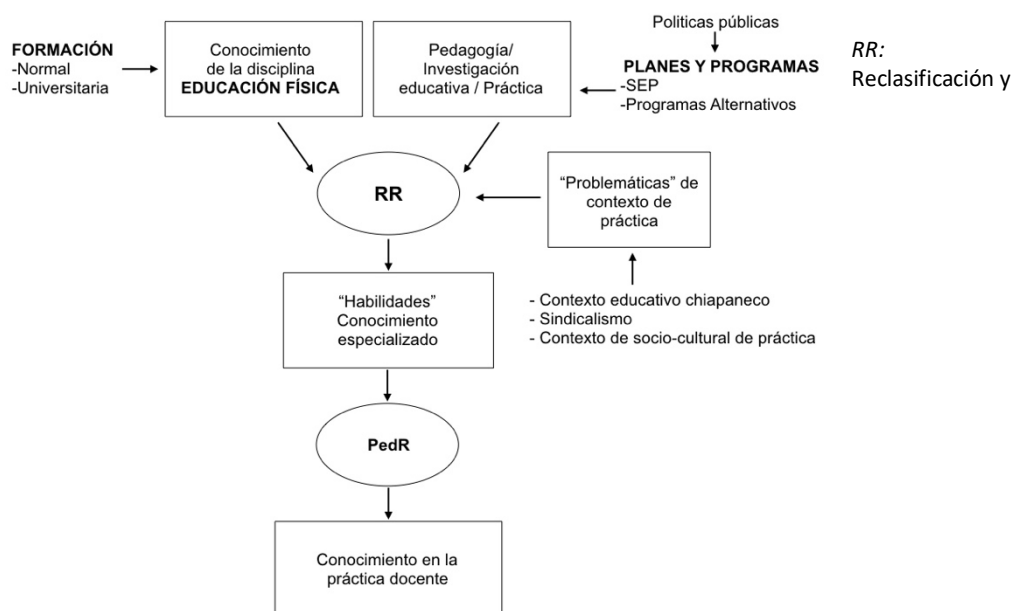 FORMACIÓN
-Normal
-Universitaria
Conocimiento
de la disciplina
EDUCACIÓN FÍSICA
Pedagogía/
Investigación
educativa / Práctica
Politicas públicas
PLANES Y PROGRAMAS
-SEP
-Programas Alternativos
RR:
Reclasificación y
RR
“Problemáticas” de
contexto de
práctica
- Contexto educativo chiapaneco
- Sindicalismo
- Contexto de socio-cultural de práctica
“Habilidades”
Conocimiento
especializado
PedR
Conocimiento en la
práctica docente